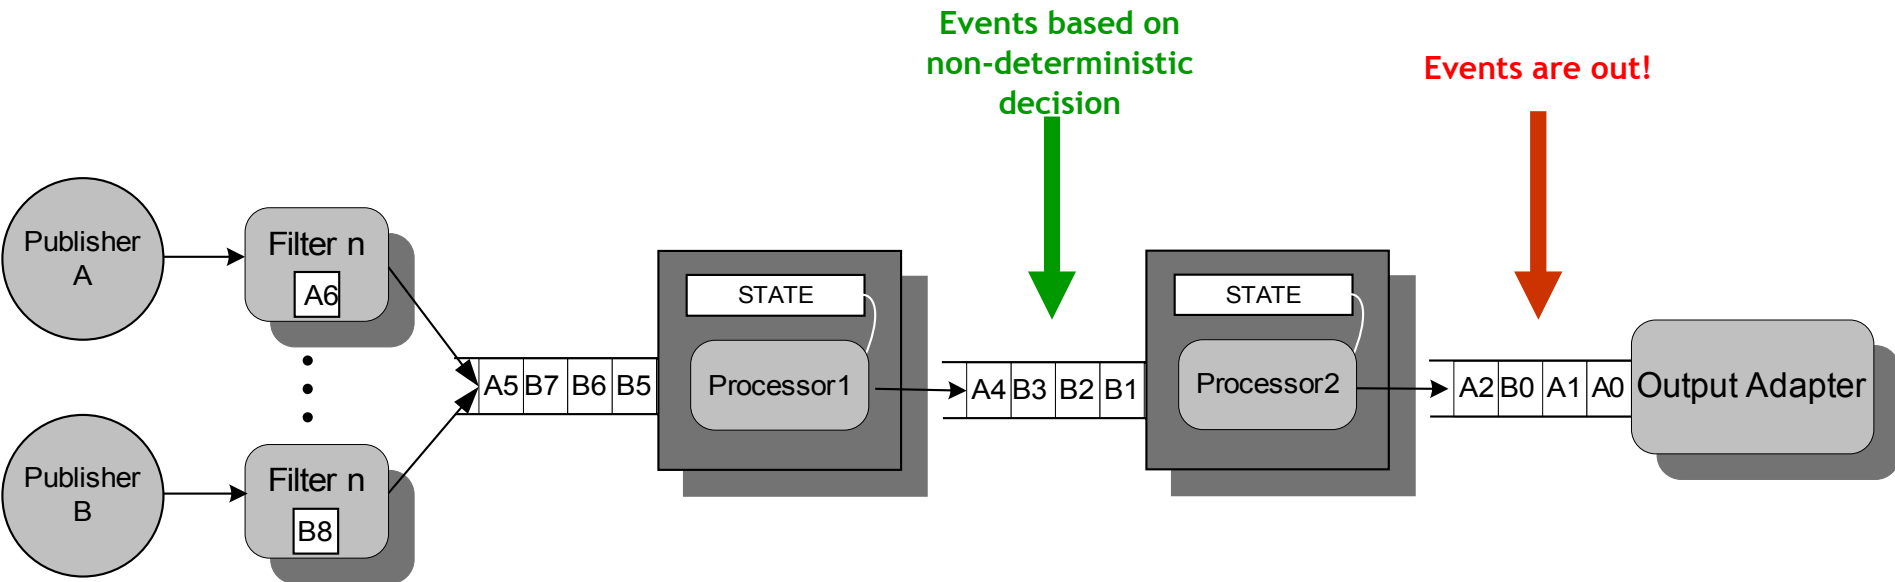 Events based on
non-deterministic
decision
Events are out!
Publisher
A
Filter n
A6
STATE
STATE
A5 B7 B6 B5
Processor1
A4 B3 B2 B1
Processor2
A2 B0 A1 A0
Output Adapter
Publisher
B
Filter n
B8